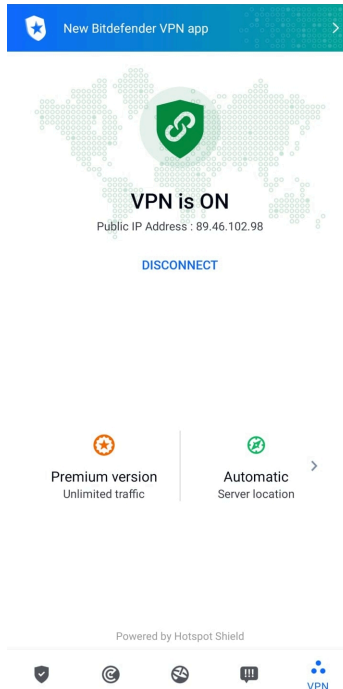 New Bitdefender VPN app
VPN is ON
Public IP Address : 89.46.102.98
DISCONNECT
Premium version
Unlimited traffic
Automatic
Server location
Powered by Hotspot Shield
VPN